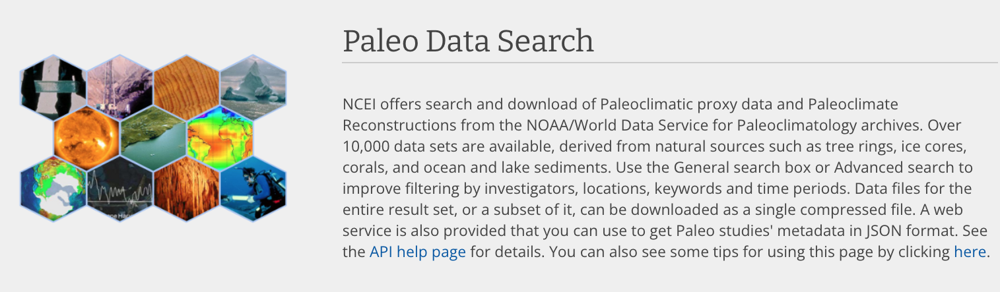 Paleo Data Search
NCEI offers search and download of Paleoclimatic proxy data and Paleoclimate
Reconstructions from the NOAA/World Data Service for Paleoclimatology archives. Over
10,000 data sets are available, derived from natural sources such as tree rings, ice cores,
corals, and ocean and lake sediments. Use the General search box or Advanced search to
improve filtering by investigators, locations, keywords and time periods. Data files for the
entire result set, or a subset of it, can be downloaded as a single compressed file. A web
service is also provided that you can use to get Paleo studies' metadata in JSON format. See
the API help page for details. You can also see some tips for using this page by clicking here.